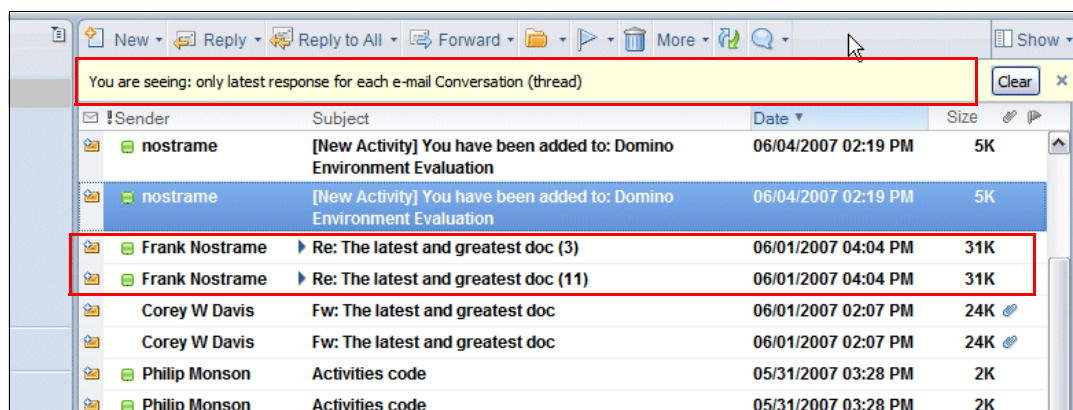 New Reply Reply to All Forward More Show
You are seeing: only latest response for each e-mail Conversation (thread) Clear
! Sender Subject Date Size
nostrame [New Activity] You have been added to: Domino 06/04/2007 02:19 PM 5K
Environment Evaluation
nostrame [New Activity] You have been added to: Domino 06/04/2007 02:19 PM 5K
Environment Evaluation
Frank Nostrame Re: The latest and greatest doc (3) 06/01/2007 04:04 PM 31K
Frank Nostrame Re: The latest and greatest doc (11) 06/01/2007 04:04 PM 31K
Corey W Davis Fw: The latest and greatest doc 06/01/2007 02:07 PM 24K
Corey W Davis Fw: The latest and greatest doc 06/01/2007 02:07 PM 24K
Philip Monson Activities code 05/31/2007 03:28 PM 2K
Philip Monson Activities code 05/31/2007 03:28 PM 2K